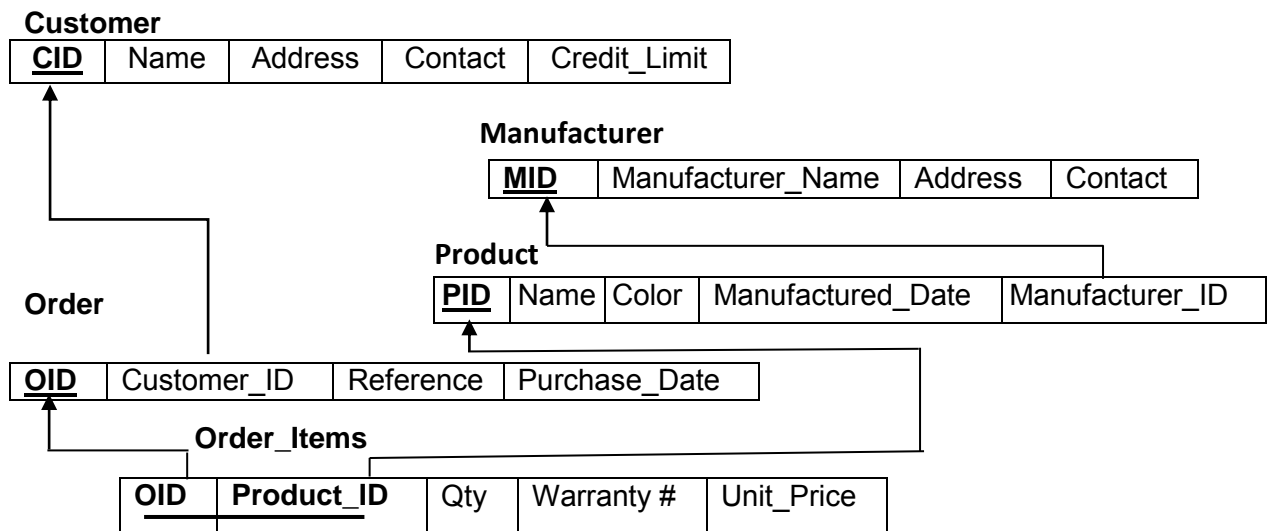 Customer
CID Name Address Contact Credit_Limit
Manufacturer
MID Manufacturer_Name Address Contact
Product
PID Name Color Manufactured_Date Manufacturer_ID
Order
OID Customer_ID Reference Purchase_Date
Order_Items
OID Product_ID Qty Warranty # Unit_Price